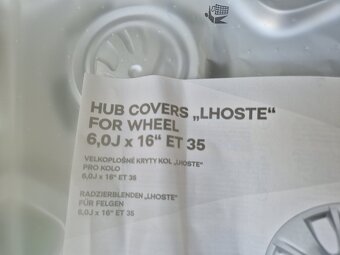 HUB COVERS „LHOSTE“
FOR WHEEL
6,0J x 16“ ET 35
VELKOPLOŠNÉ KRYTY KOL „LHOSTE“
PRO KOLO
6,0J x 16“ ET 35
RADZIERBLENDEN „LHOSTE“
FÜR FELGEN
6,0J x 16“ ET 35